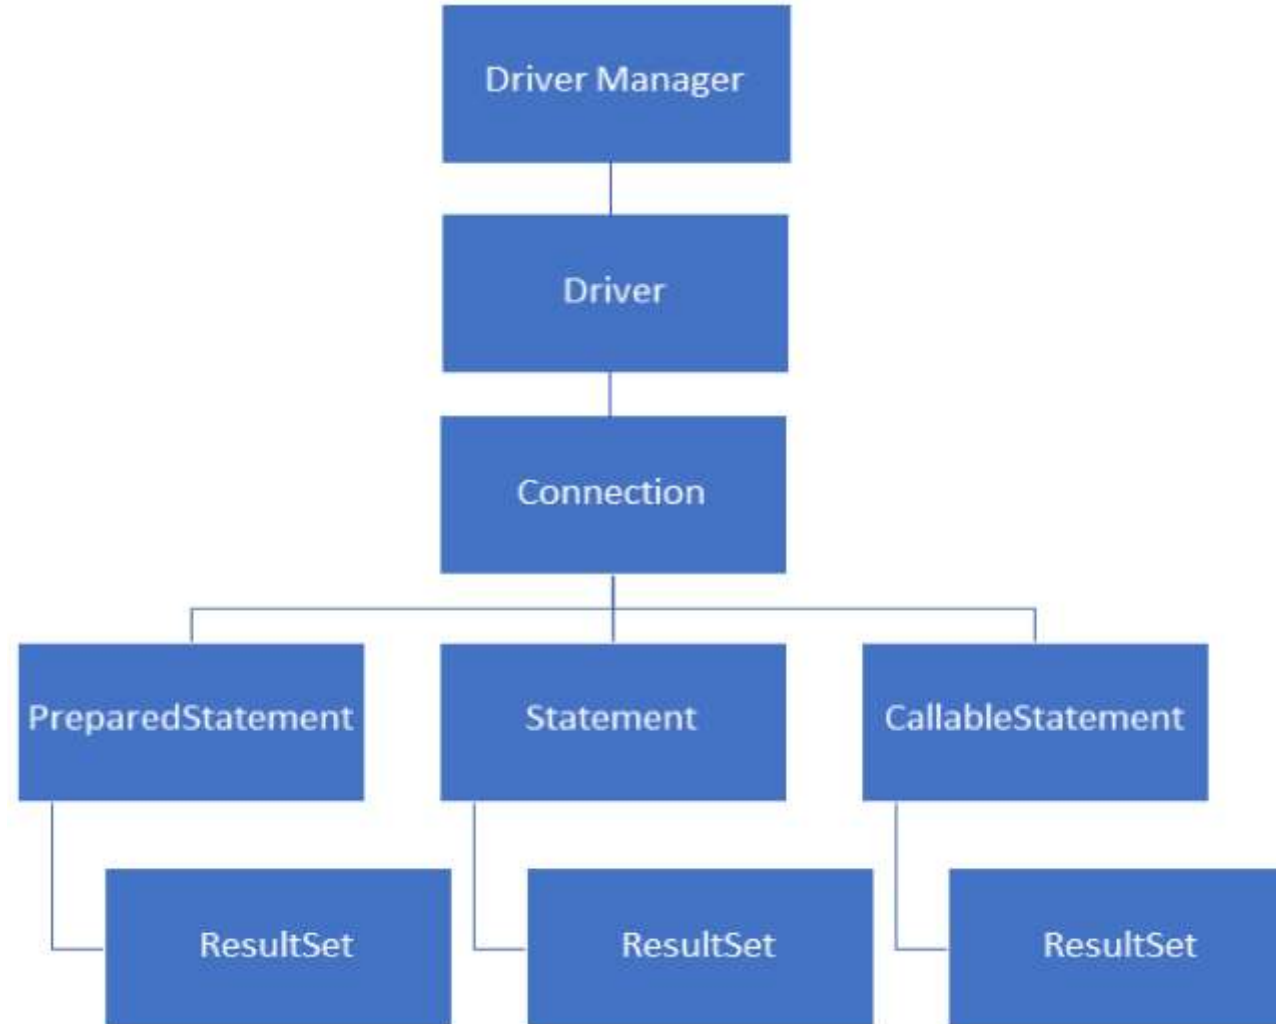 Driver Manager
Driver
Connection
PreparedStatement
Statement
CallableStatement
ResultSet
ResultSet
ResultSet